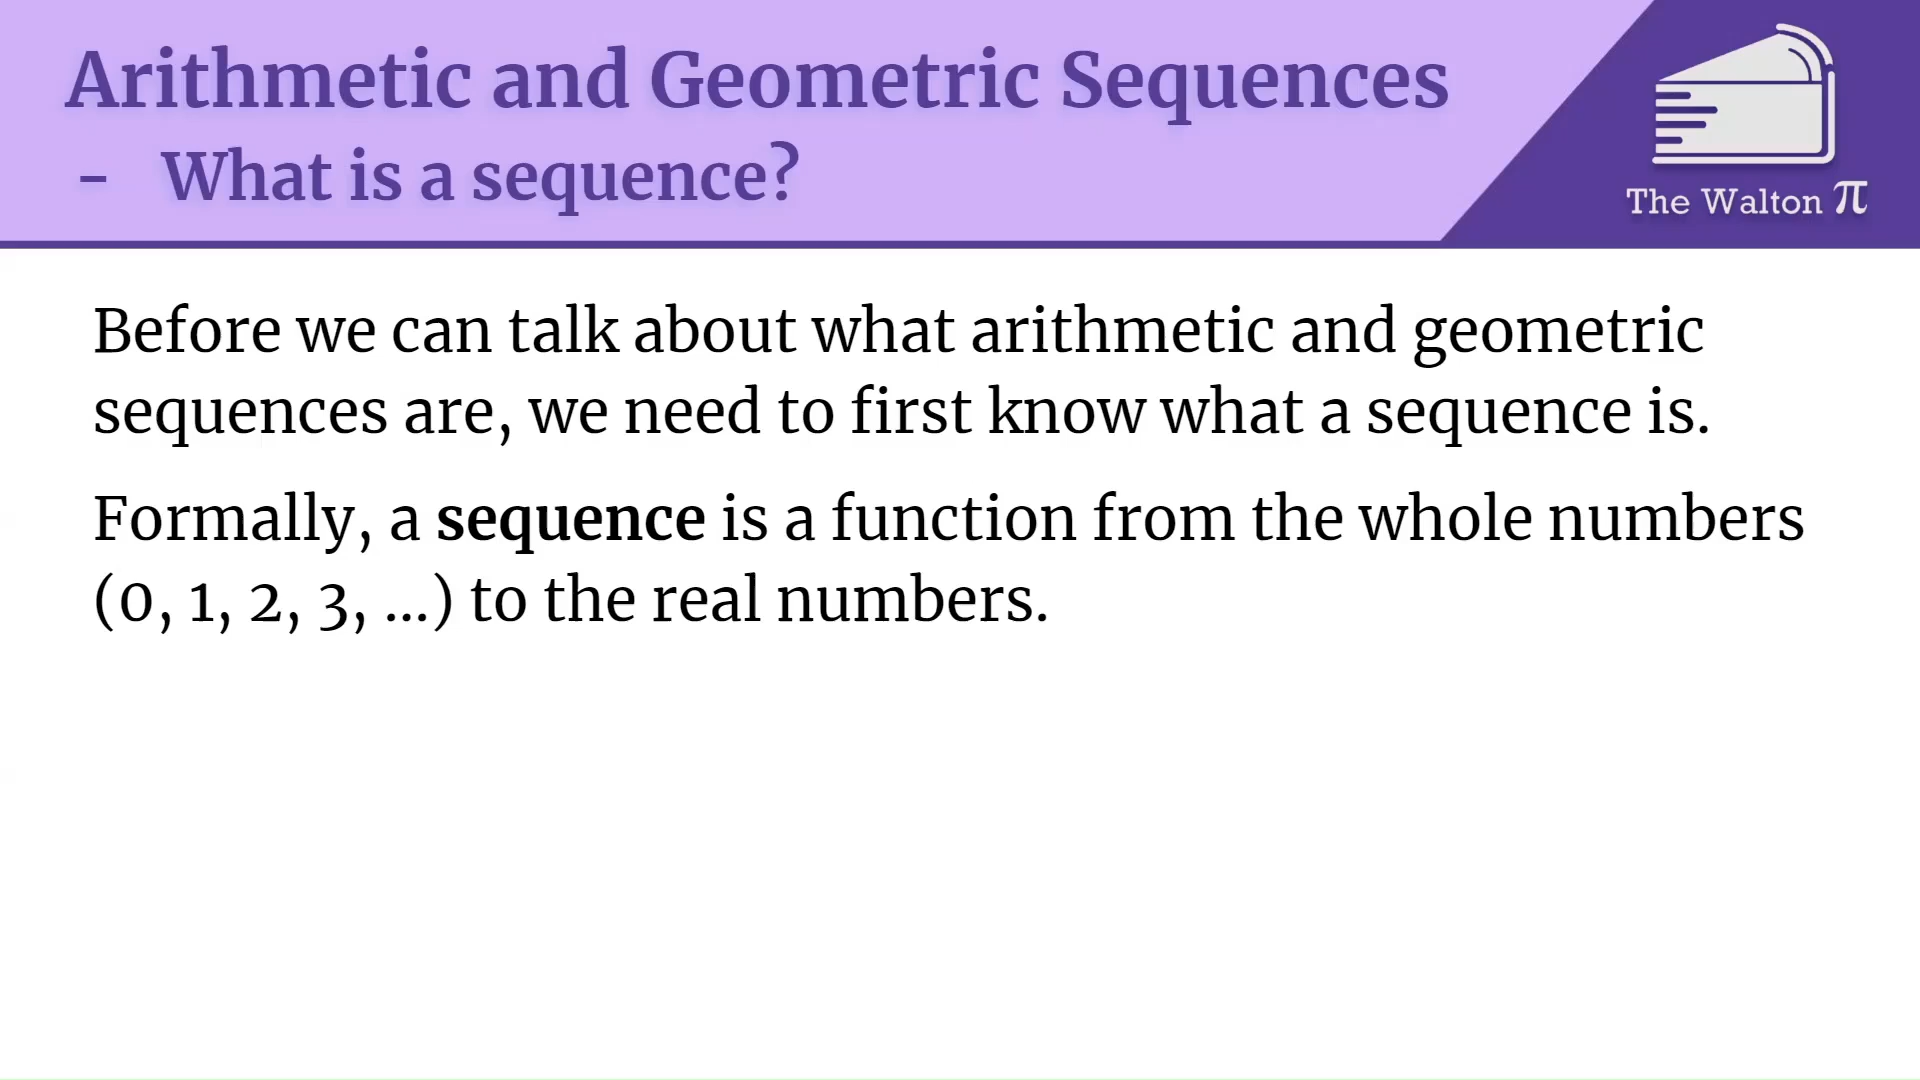 Arithmetic and Geometric Sequences
- What is a sequence?
The Walton π
Before we can talk about what arithmetic and geometric
sequences are, we need to first know what a sequence is.
Formally, a sequence is a function from the whole numbers
(0, 1, 2, 3, ...) to the real numbers.